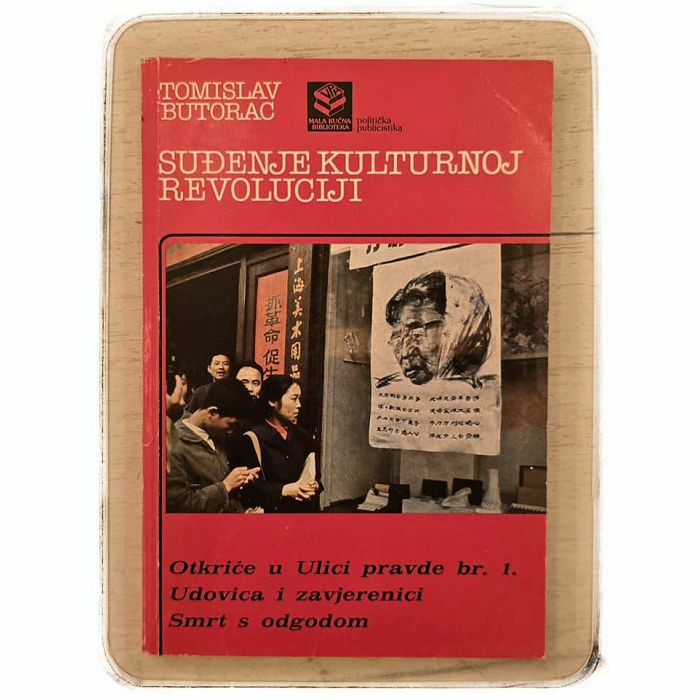 TOMISLAV
BUTORAC
MALA KUĆNA
BIBLIOTEKA
politička
publicistika
SUĐENJE KULTURNOJ
REVOLUCIJI
上海美术用品
抓革命促生
Otkriće u Ulici pravde br. 1.
Udovica i zavjerenici
Smrt s odgodom